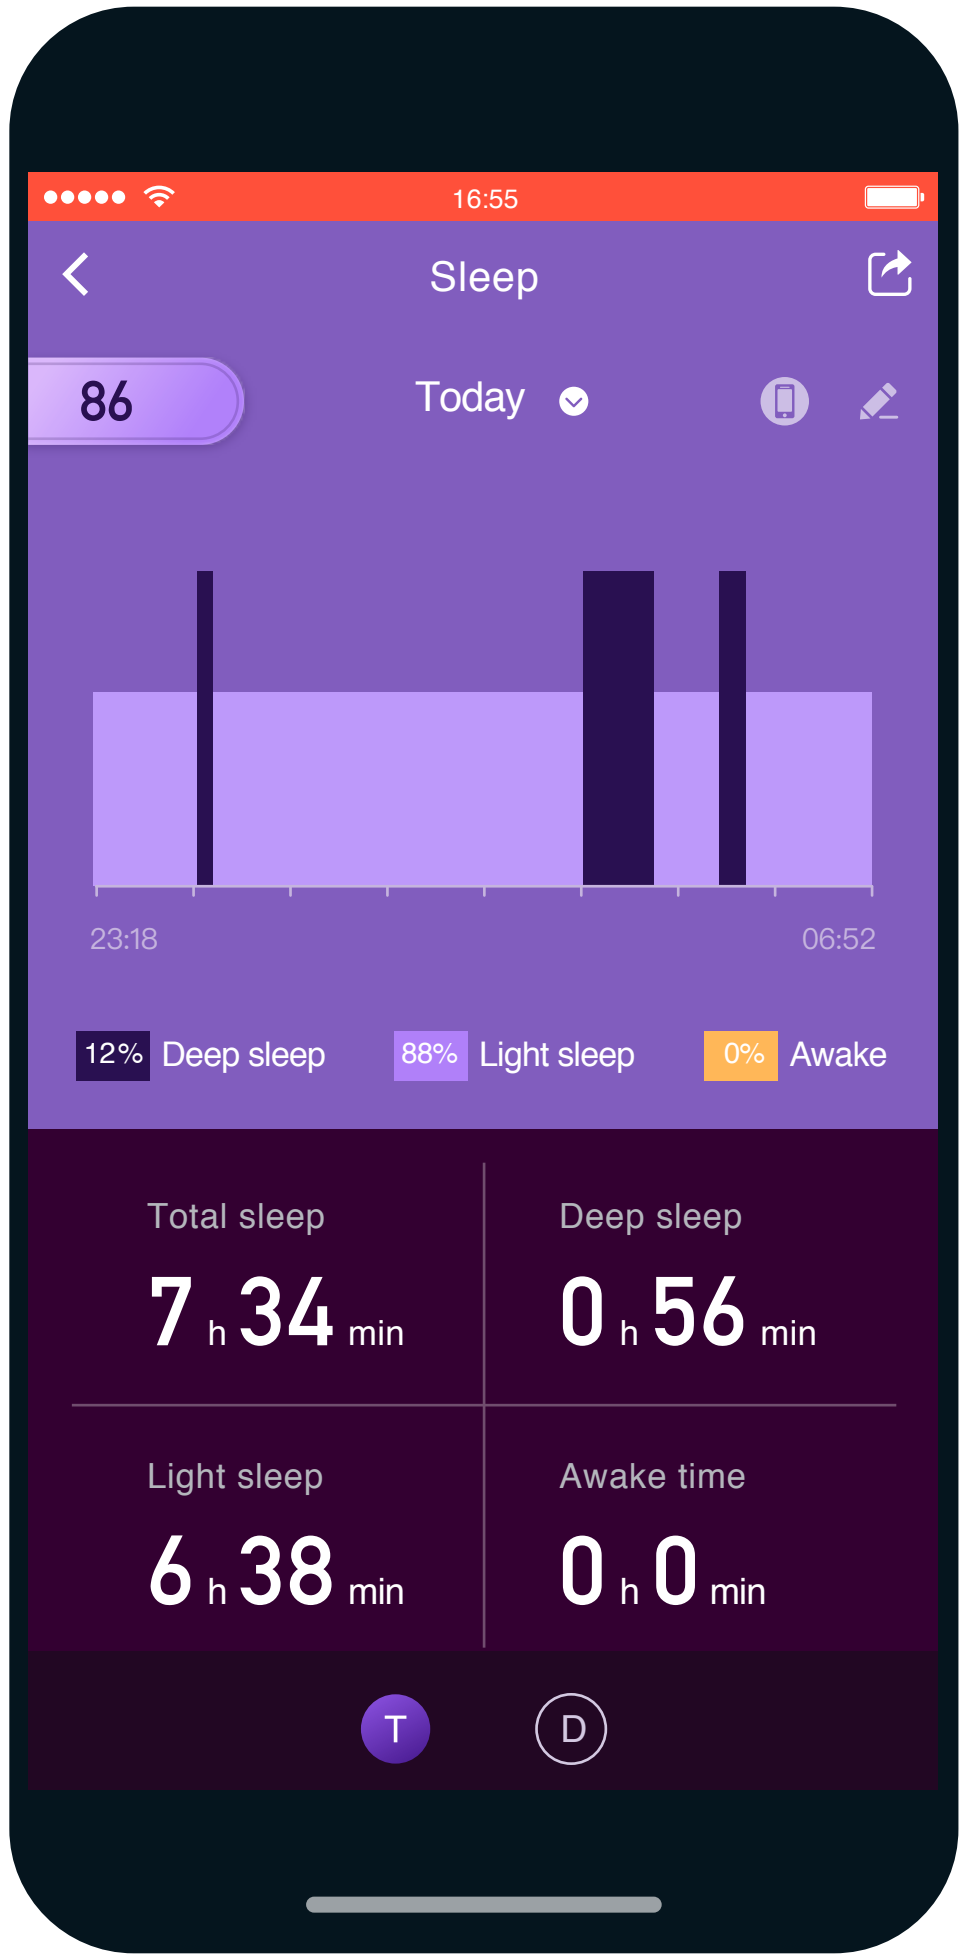 16:55
Sleep
86
Today
23:18 06:52
12% Deep sleep 88% Light sleep 0% Awake
Total sleep Deep sleep
7 h 34 min 0 h 56 min
Light sleep Awake time
6 h 38 min 0 h 0 min
T D